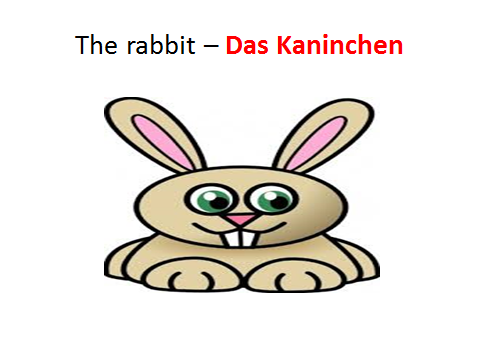 The rabbit – Das Kaninchen